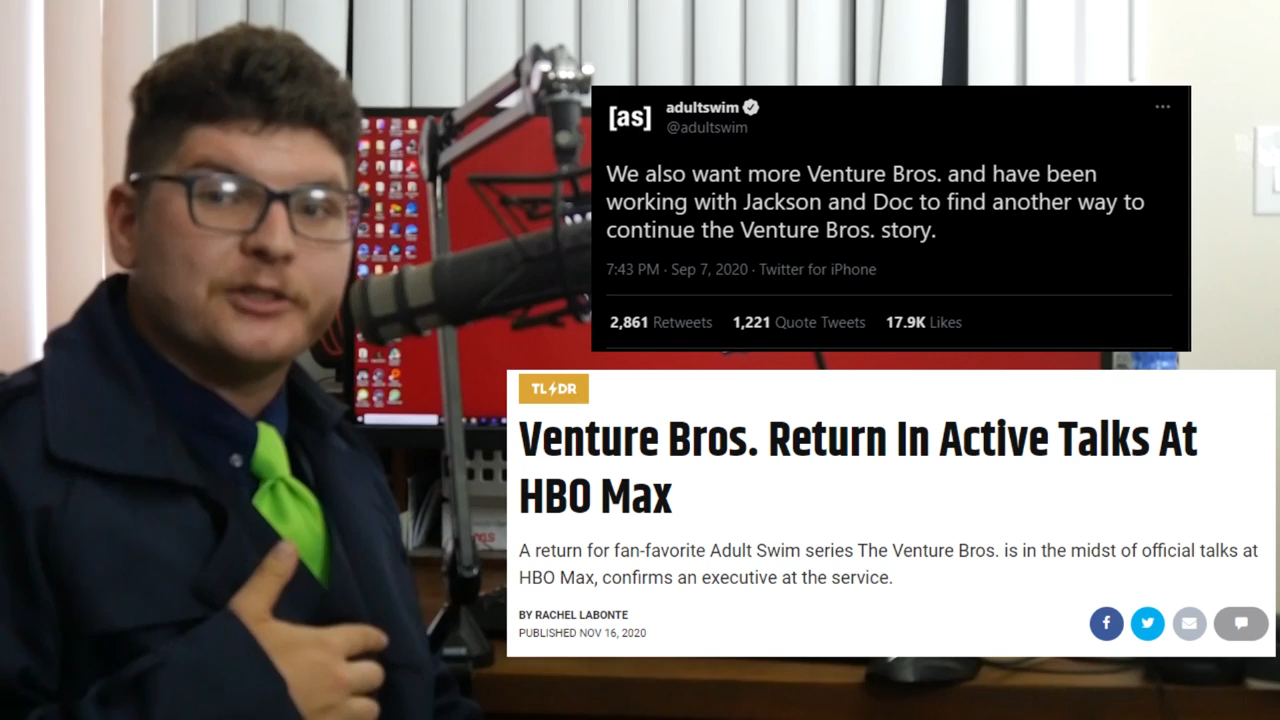 [as]
adultswim
@adultswim
We also want more Venture Bros. and have been
working with Jackson and Doc to find another way to
continue the Venture Bros. story.
7:43 PM · Sep 7, 2020 · Twitter for iPhone
2,861 Retweets 1,221 Quote Tweets 17.9K Likes
TL DR
Venture Bros. Return In Active Talks At
HBO Max
A return for fan-favorite Adult Swim series The Venture Bros. is in the midst of official talks at
HBO Max, confirms an executive at the service.
BY RACHEL LABONTE
PUBLISHED NOV 16, 2020